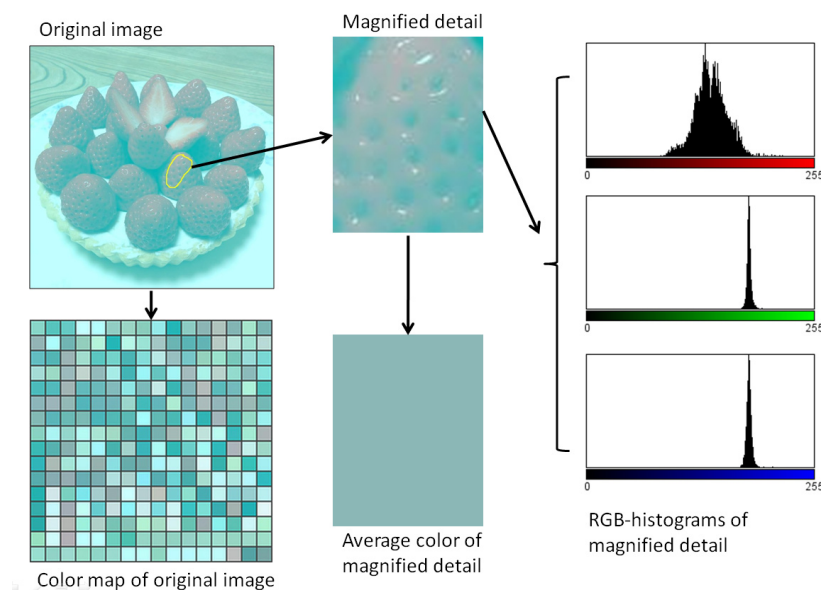 Original image
Magnified detail
0 255
0 255
0 255
Average color of
magnified detail
RGB-histograms of
magnified detail
Color map of original image